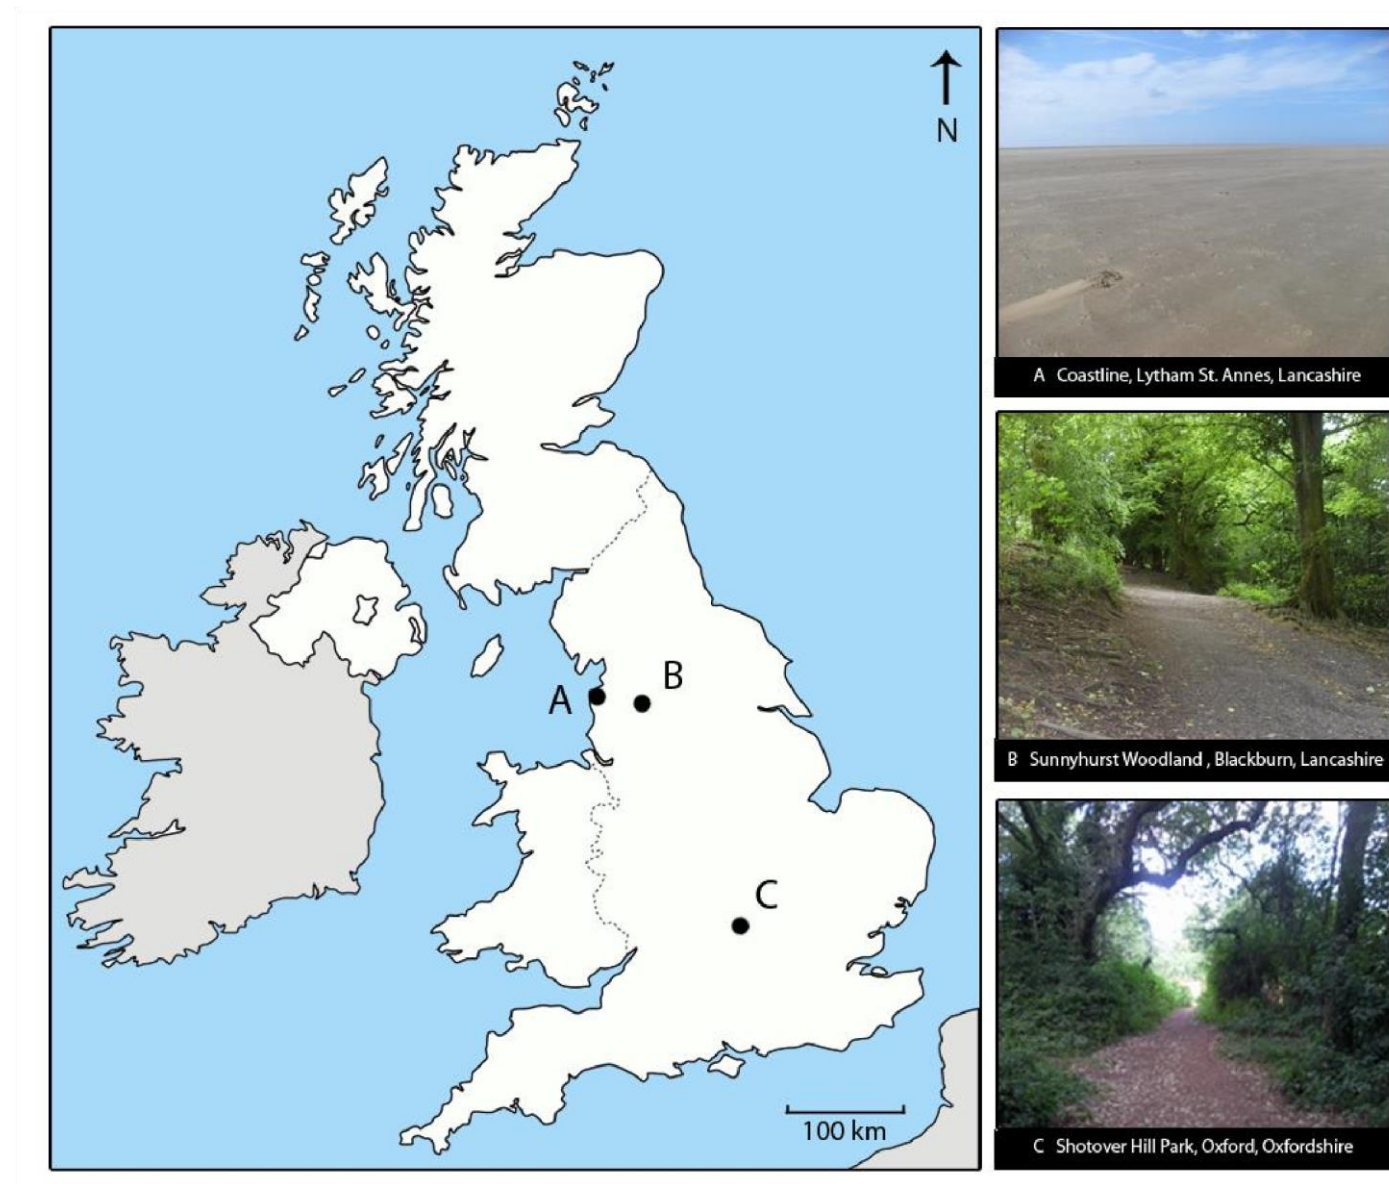 N
A
B
C
100 km
A Coastline, Lytham St. Annes, Lancashire
B Sunnyhurst Woodland , Blackburn, Lancashire
C Shotover Hill Park, Oxford, Oxfordshire